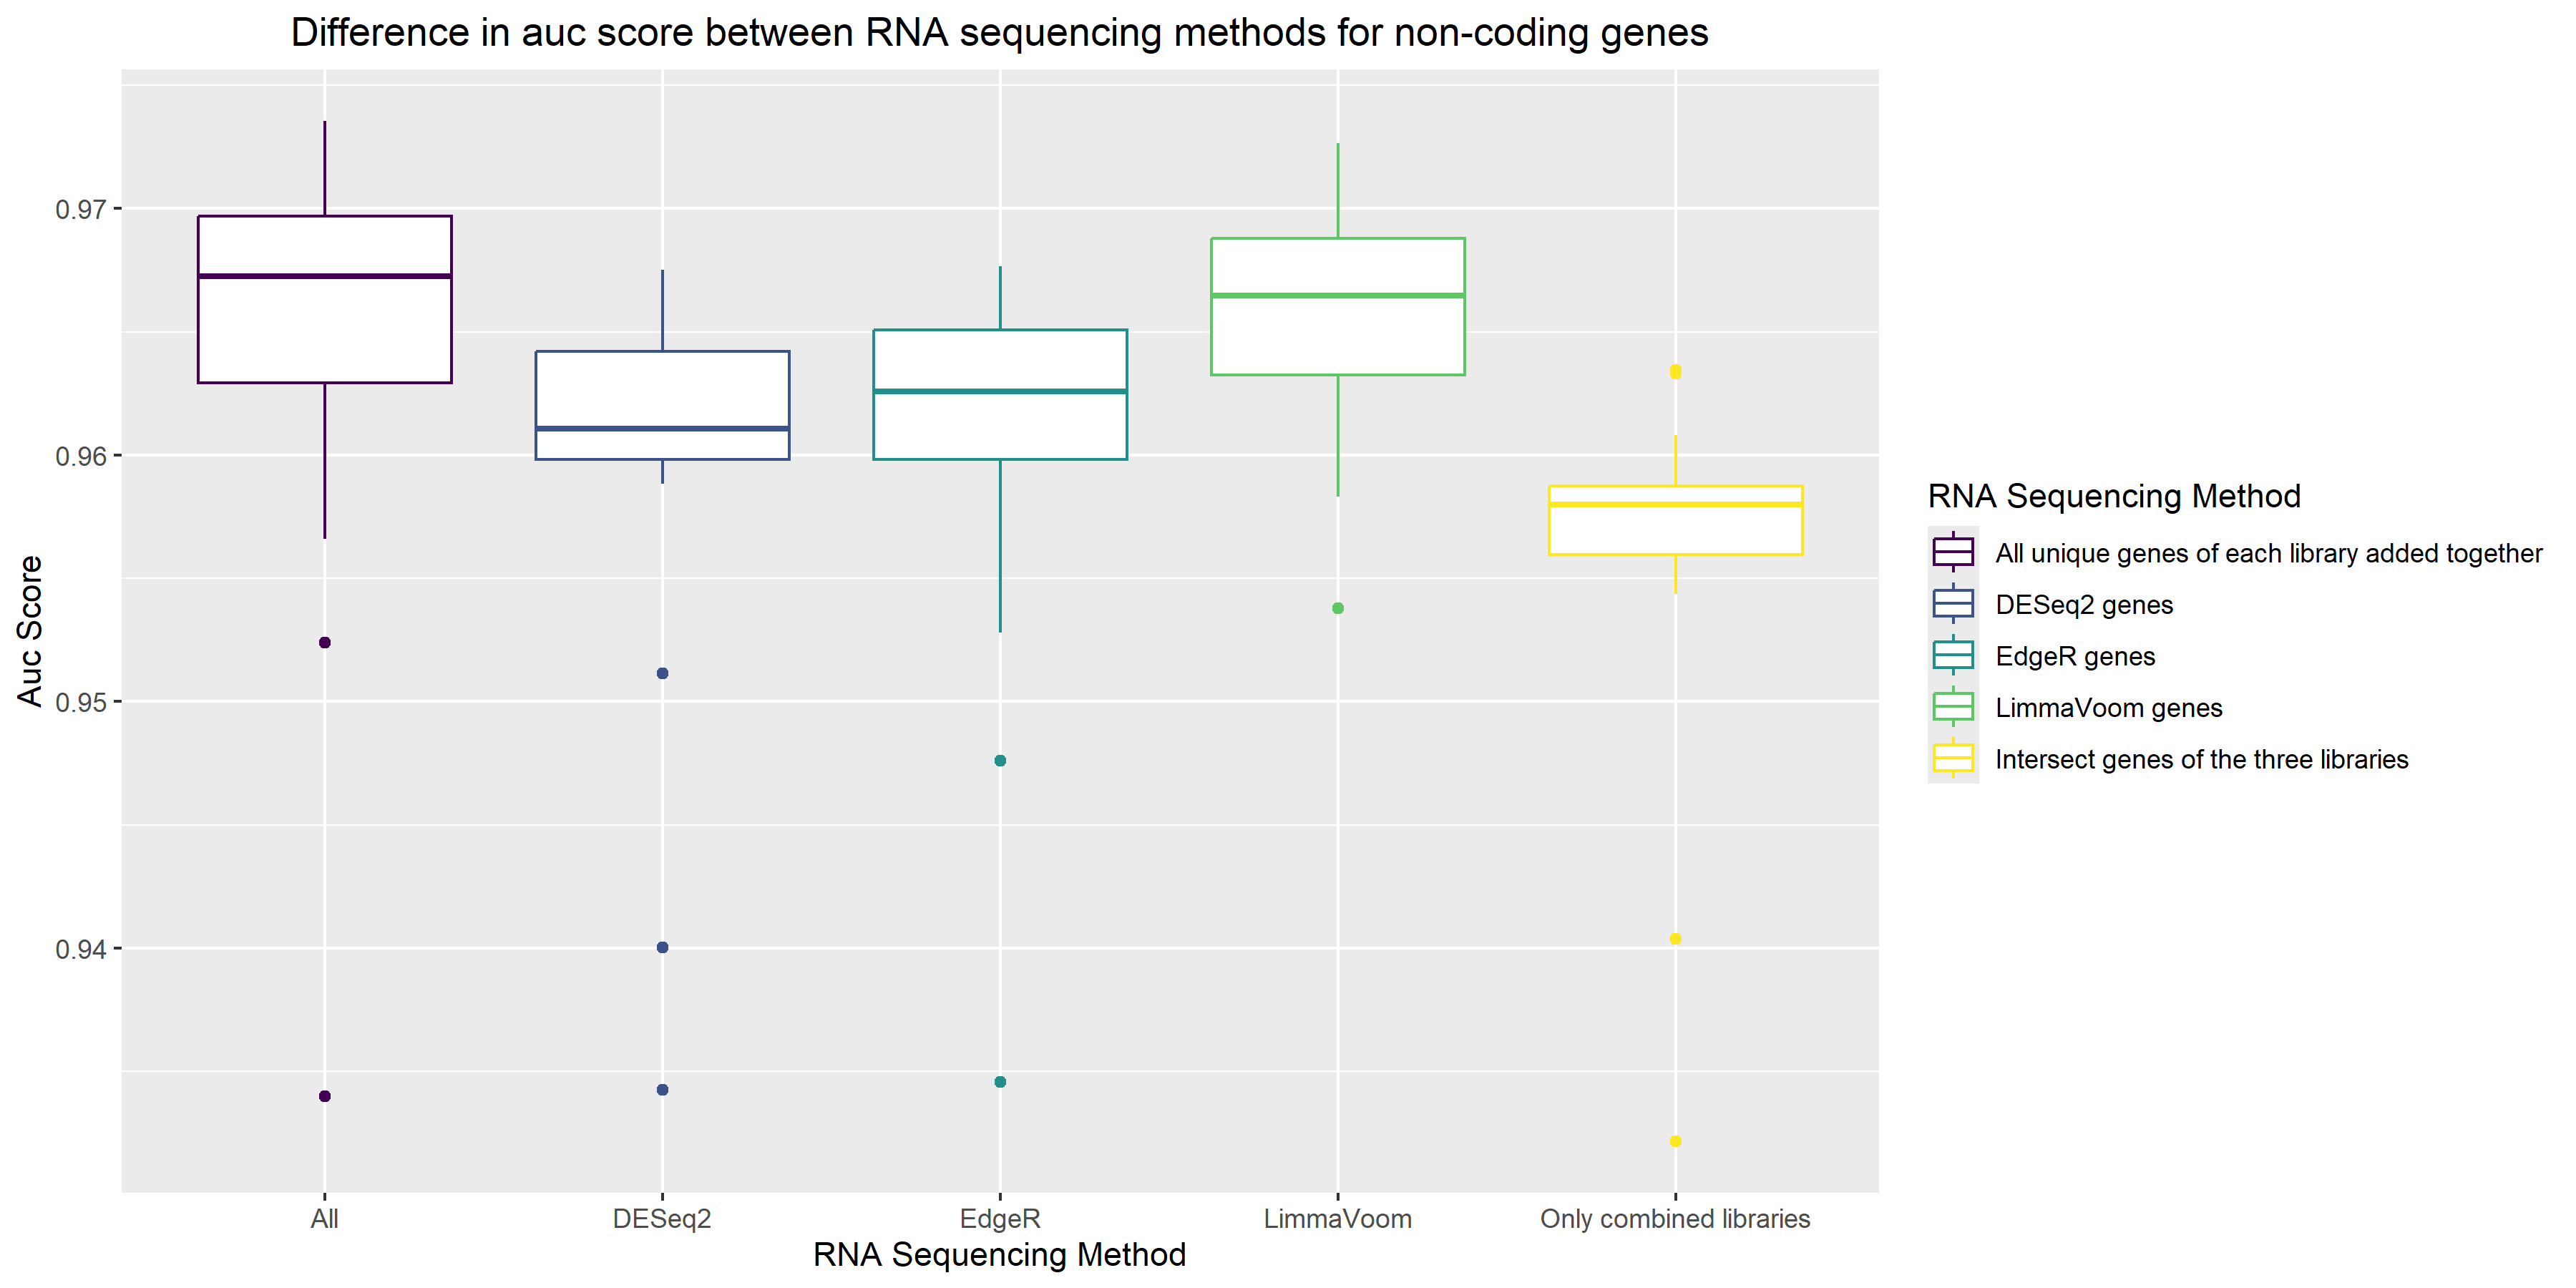 Difference in auc score between RNA sequencing methods for non-coding genes
Auc Score
0.97
0.96
0.95
0.94
All
DESeq2
EdgeR
LimmaVoom
Only combined libraries
RNA Sequencing Method
RNA Sequencing Method
All unique genes of each library added together
DESeq2 genes
EdgeR genes
LimmaVoom genes
Intersect genes of the three libraries